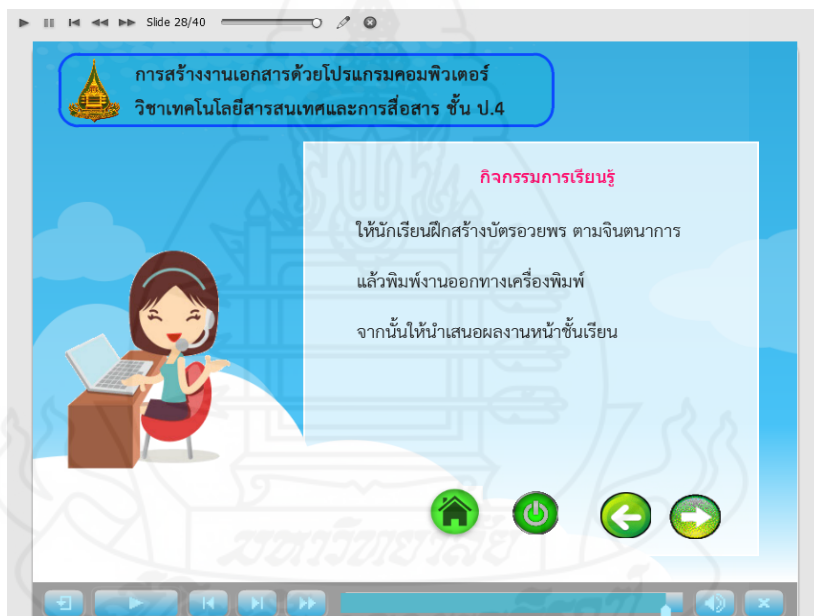 Slide 28/40
การสร้างงานเอกสารด้วยโปรแกรมคอมพิวเตอร์
วิชาเทคโนโลยีสารสนเทศและการสื่อสาร ชั้น ป.4
กิจกรรมการเรียนรู้
ให้นักเรียนฝึกสร้างบัตรอวยพร ตามจินตนาการ
แล้วพิมพ์งานออกทางเครื่องพิมพ์
จากนั้นให้นำเสนอผลงานหน้าชั้นเรียน